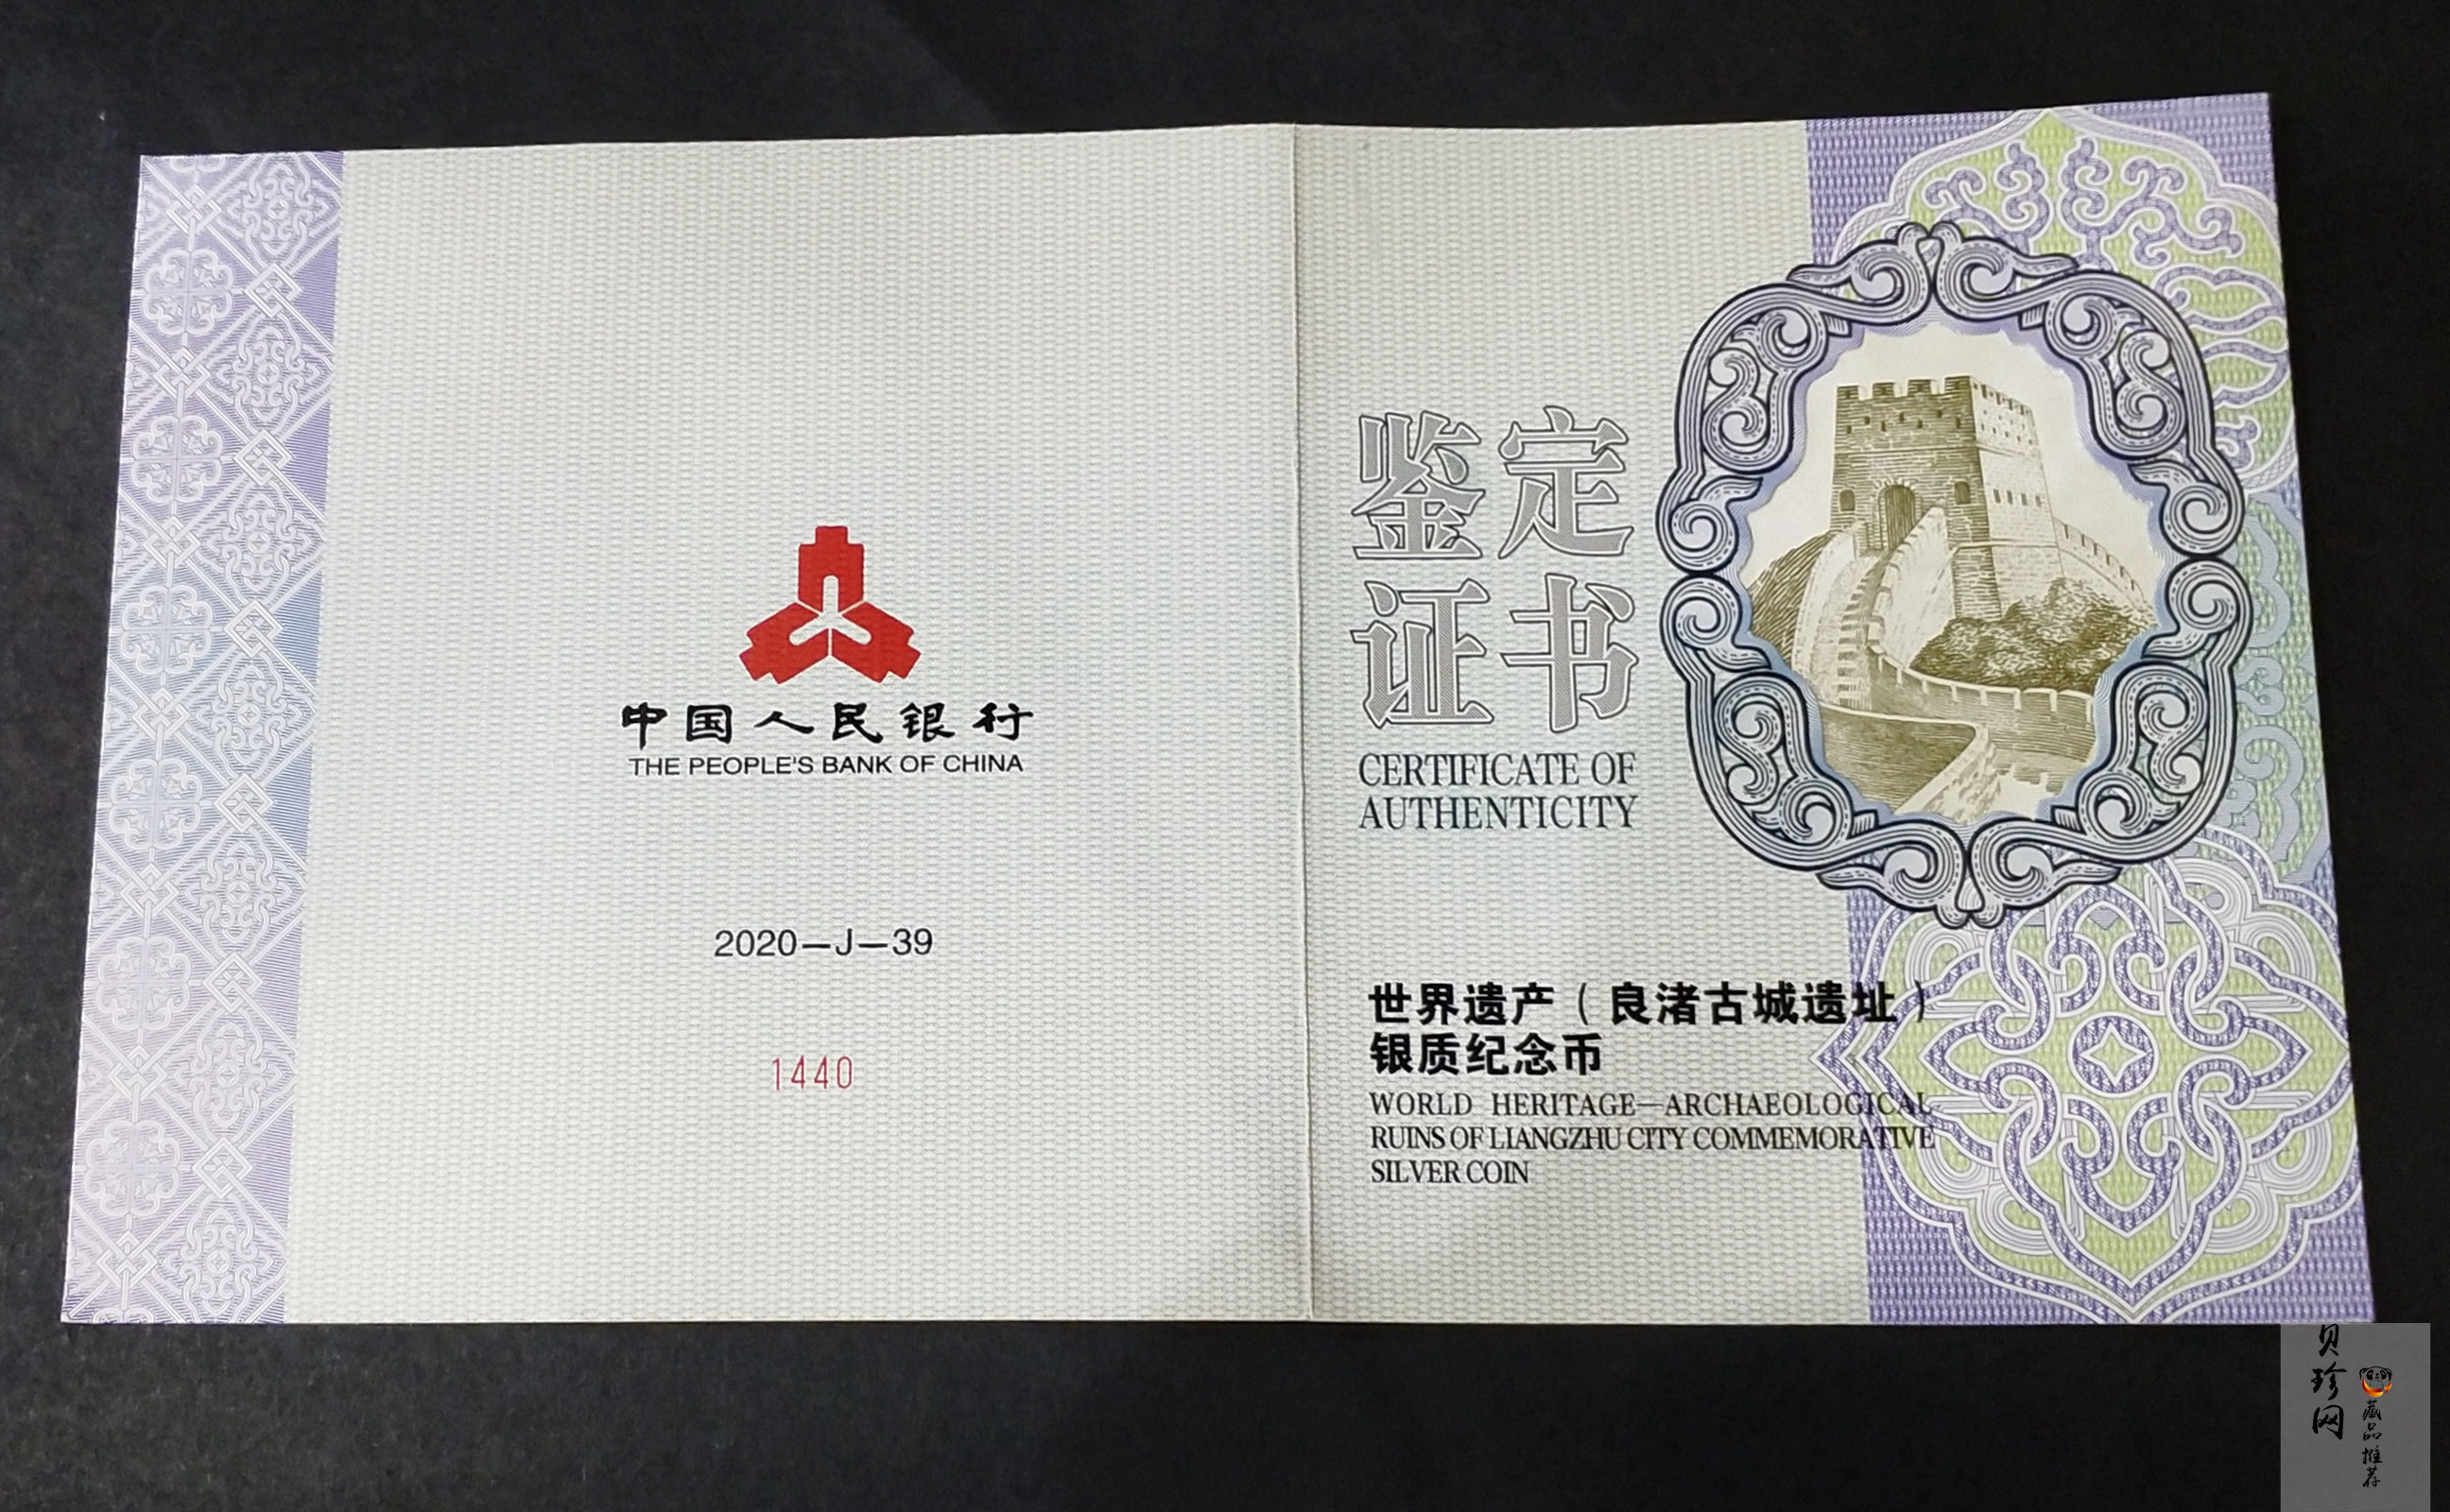 中国人民银行
THE PEOPLE'S BANK OF CHINA
2020—J—39
1440
鉴定
证书
CERTIFICATE OF
AUTHENTICITY
世界遗产（良渚古城遗址）
银质纪念币
WORLD HERITAGE—ARCHAEOLOGICAL
RUINS OF LIANGZHU CITY COMMEMORATIVE
SILVER COIN
贝珍网
藏品推荐